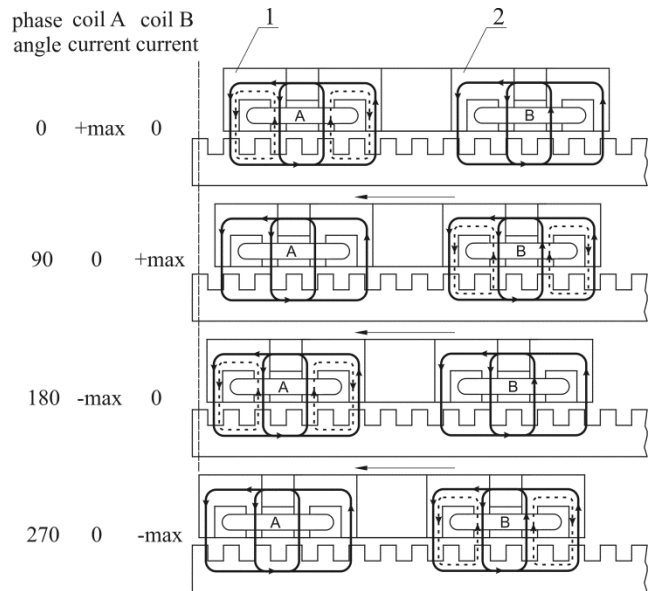 phase coil A coil B
angle current current
1 2
0 +max 0
A B
90 0 +max
A B
180 -max 0
A B
270 0 -max
A B